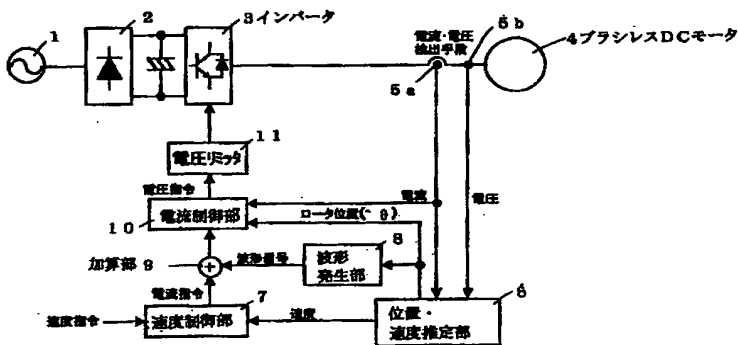 1
2
3インバータ
電流・電圧
検出手段
5b
4ブラシレスDCモータ
5a
11
電圧リミッタ
電圧指令
電流
ロータ位置(~θ)
電圧
10
電流制御部
8
加算部9
波形信号
波形
発生部
電流指令
7
6
速度指令
速度制御部
速度
位置・
速度推定部